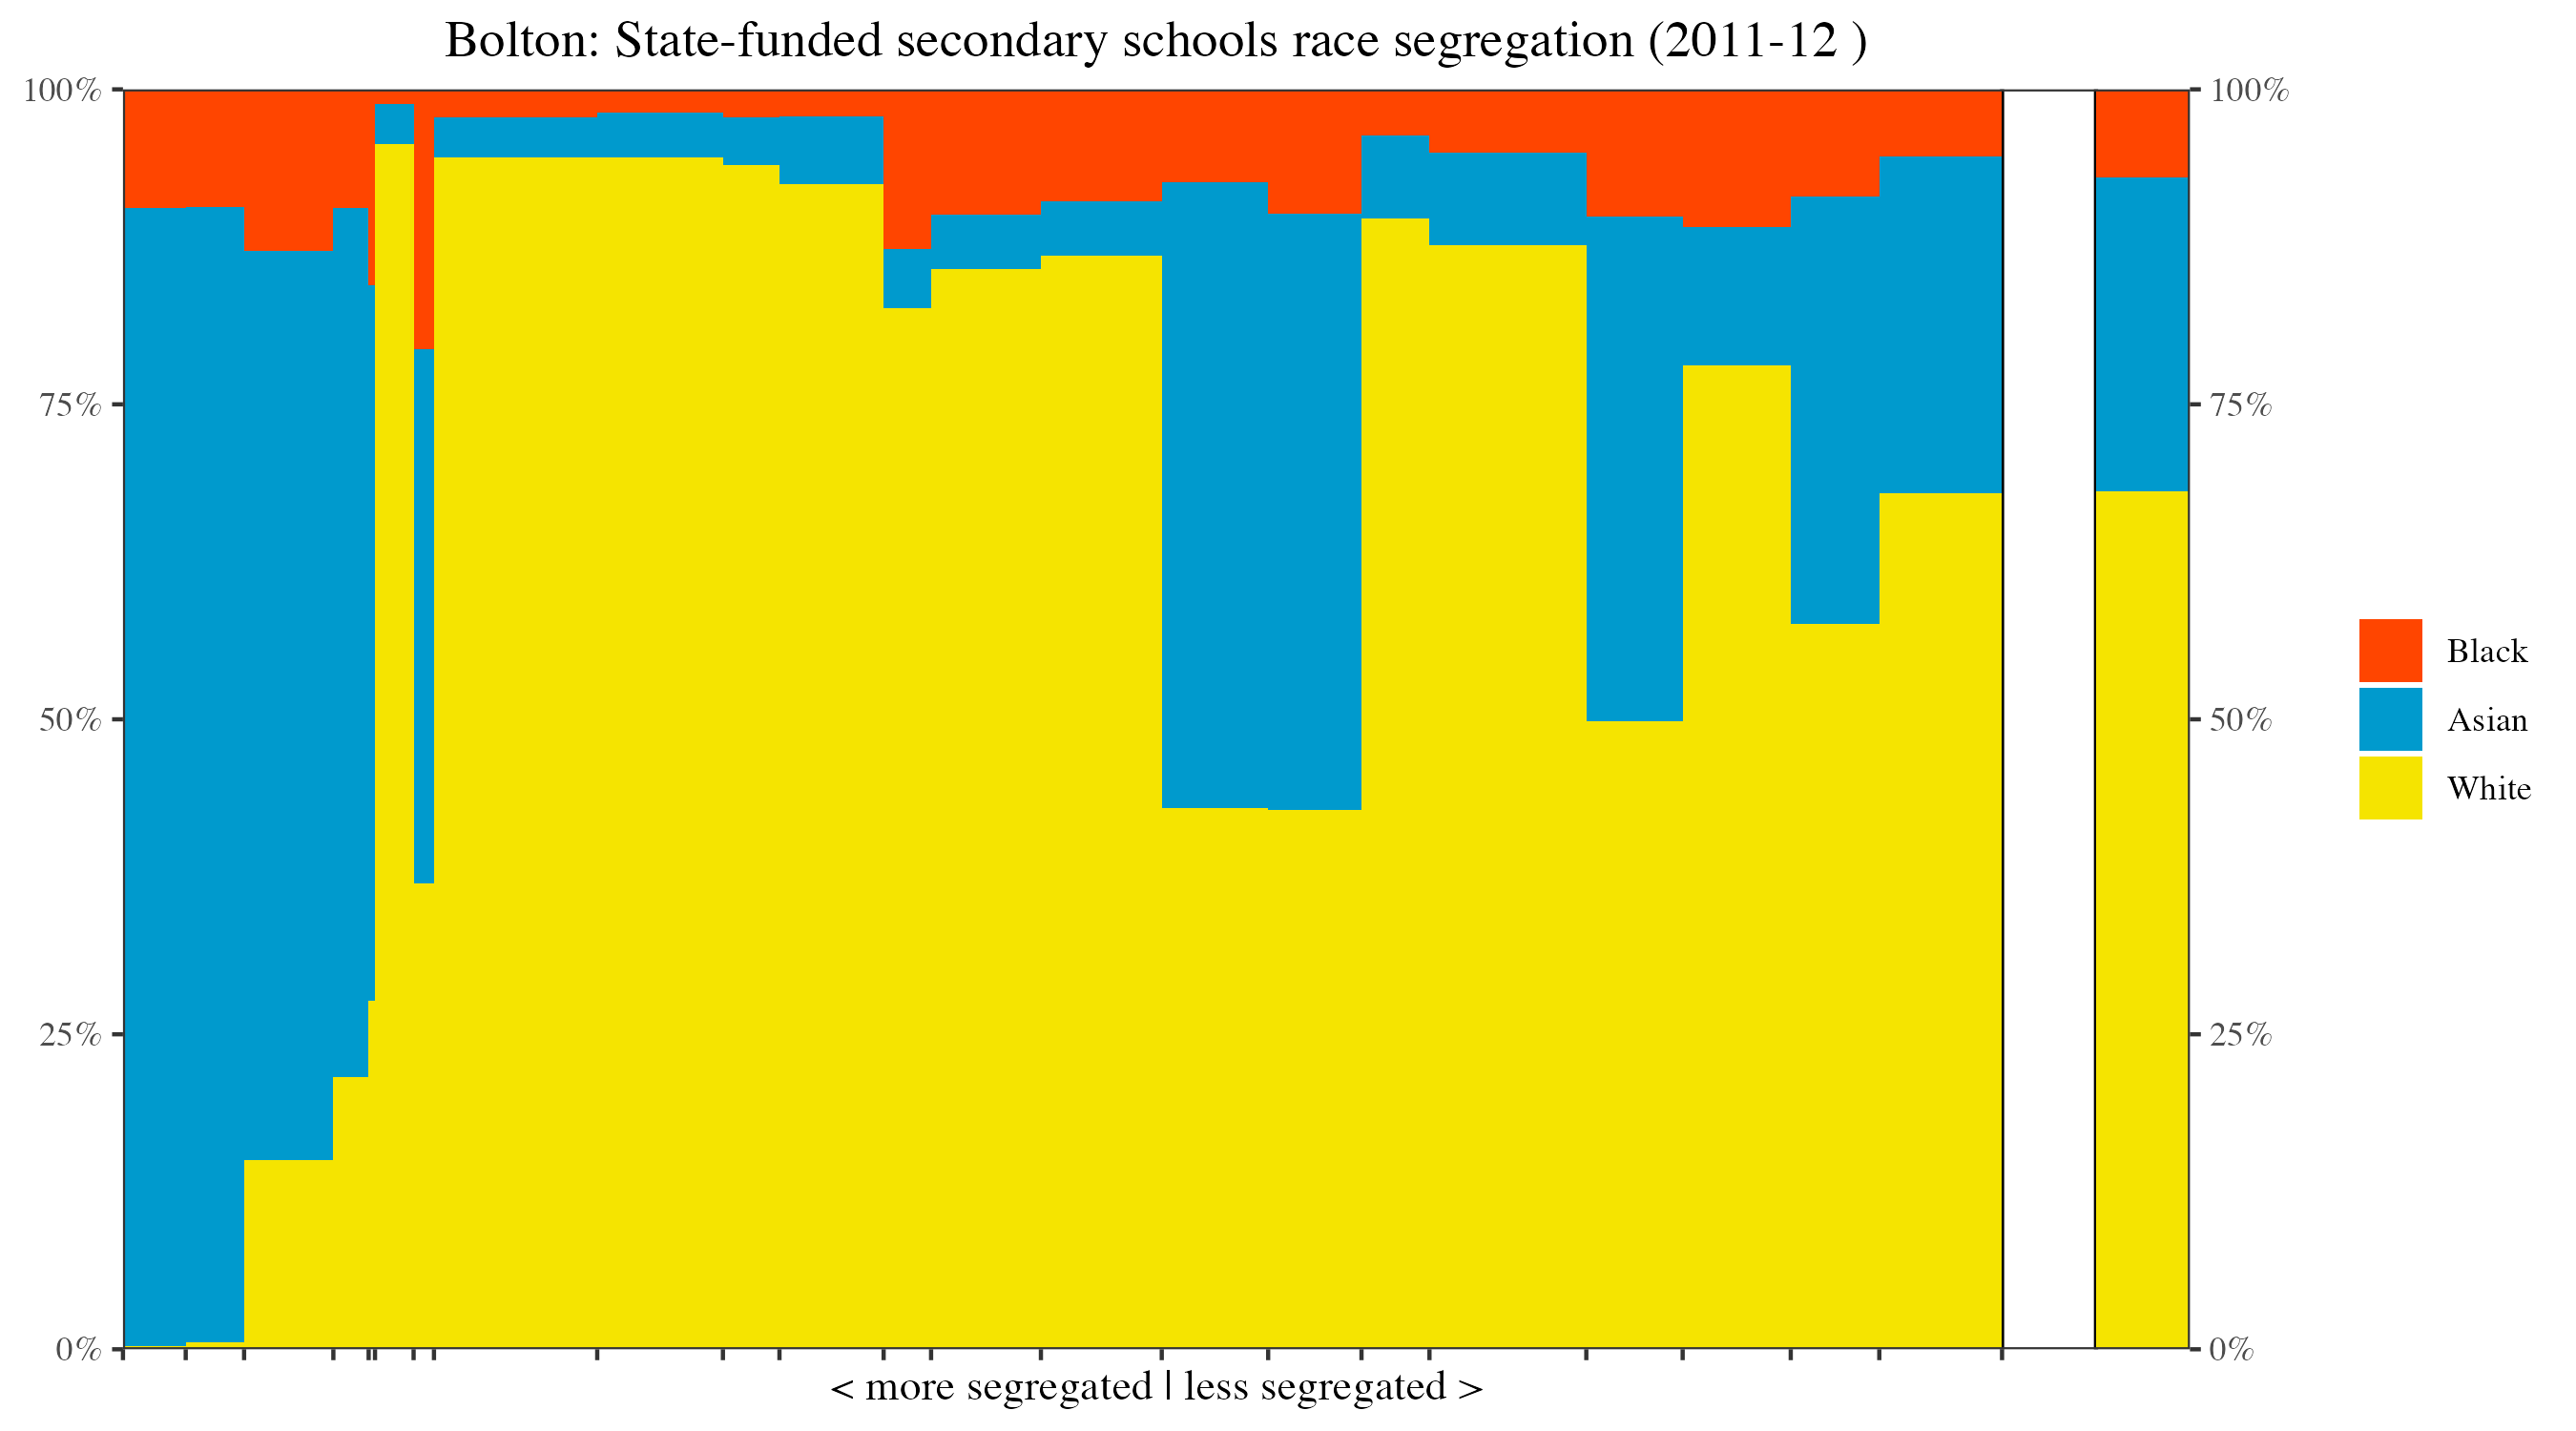 Bolton: State-funded secondary schools race segregation (2011-12 )
100%
75%
50%
25%
0%
100%
75%
50%
25%
0%
Black
Asian
White
< more segregated | less segregated >